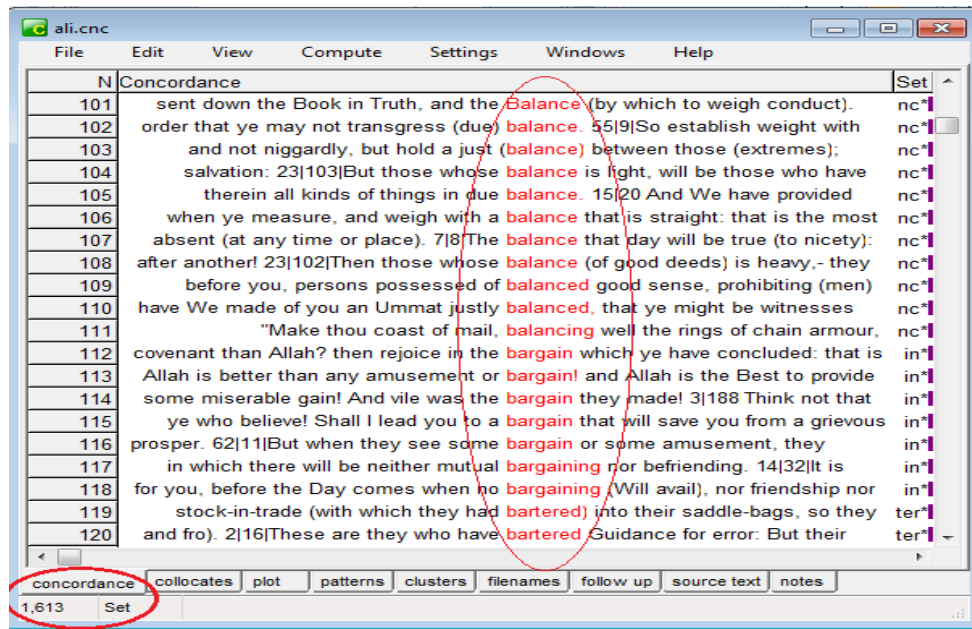 ali.cnc
File Edit View Compute Settings Windows Help
N Concordance Set
101 sent down the Book in Truth, and the Balance (by which to weigh conduct). nc*
102 order that ye may not transgress (due) balance. 55|9|So establish weight with nc*
103 and not niggardly, but hold a just (balance) between those (extremes); nc*
104 salvation: 23|103|But those whose balance is light, will be those who have nc*
105 therein all kinds of things in due balance. 15|20 And We have provided nc*
106 when ye measure, and weigh with a balance that is straight: that is the most nc*
107 absent (at any time or place). 7|8|The balance that day will be true (to nicety): nc*
108 after another! 23|102|Then those whose balance (of good deeds) is heavy,- they nc*
109 before you, persons possessed of balanced good sense, prohibiting (men) nc*
110 have We made of you an Ummat justly balanced, that ye might be witnesses nc*
111 "Make thou coast of mail, balancing well the rings of chain armour, nc*
112 covenant than Allah? then rejoice in the bargain which ye have concluded: that is in*
113 Allah is better than any amusement or bargain! and Allah is the Best to provide in*
114 some miserable gain! And vile was the bargain they made! 3|188 Think not that in*
115 ye who believe! Shall I lead you to a bargain that will save you from a grievous in*
116 prosper. 62|11|But when they see some bargain or some amusement, they in*
117 in which there will be neither mutual bargaining nor befriending. 14|32|It is in*
118 for you, before the Day comes when no bargaining (Will avail), nor friendship nor in*
119 stock-in-trade (with which they had bartered) into their saddle-bags, so they ter*
120 and fro). 2|16|These are they who have bartered Guidance for error: But their ter*
concordance collocates plot patterns clusters filenames follow up source text notes
1,613 Set